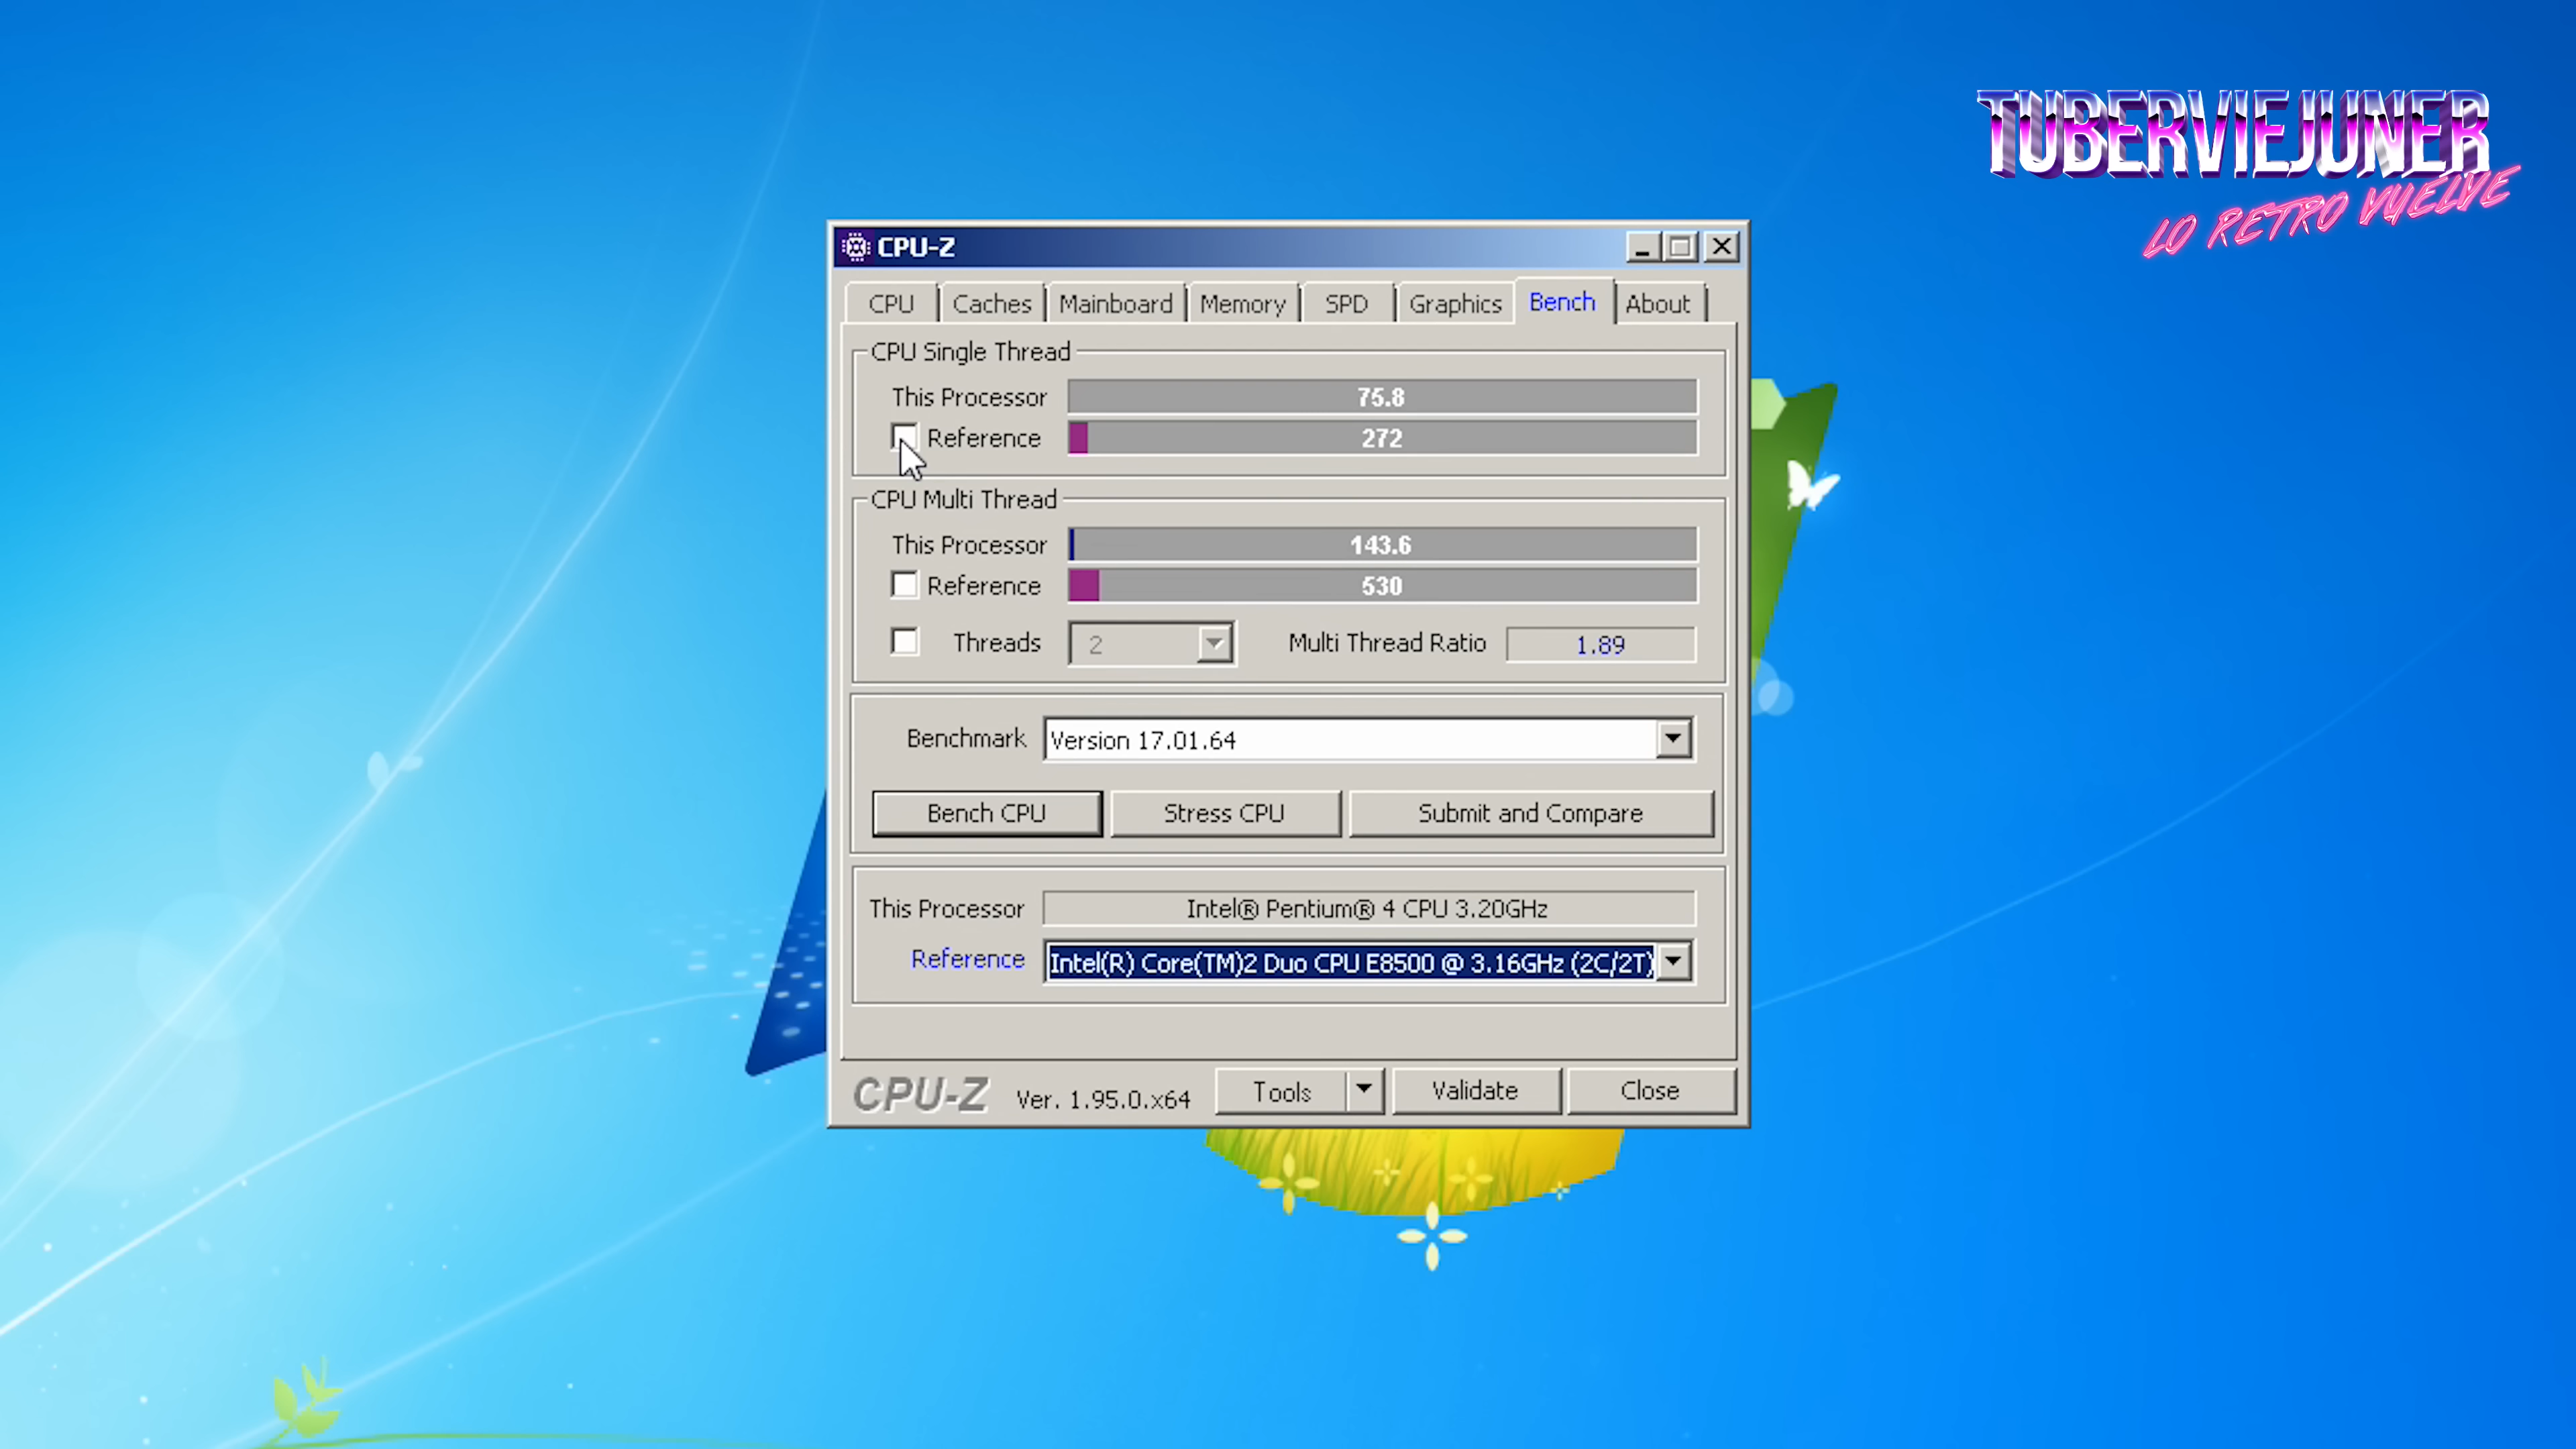 TUBERVIEJUNER
LO RETRO VUELVE
CPU-Z
CPU Caches Mainboard Memory SPD Graphics Bench About
CPU Single Thread
This Processor 75.8
Reference 272
CPU Multi Thread
This Processor 143.6
Reference 530
Threads 2 Multi Thread Ratio 1.89
Benchmark Version 17.01.64
Bench CPU Stress CPU Submit and Compare
This Processor Intel® Pentium® 4 CPU 3.20GHz
Reference Intel(R) Core(TM)2 Duo CPU E8500 @ 3.16GHz (2C/2T)
CPU-Z Ver. 1.95.0.x64 Tools Validate Close